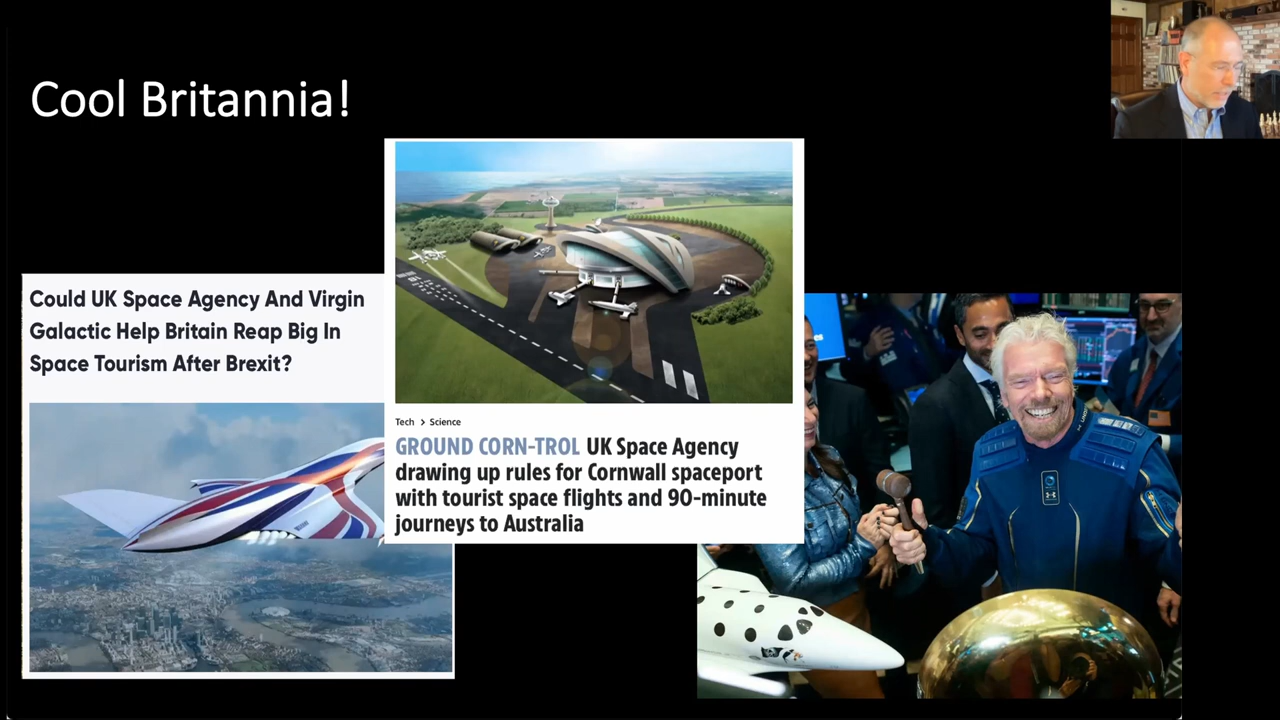 Cool Britannia!
Could UK Space Agency And Virgin
Galactic Help Britain Reap Big In
Space Tourism After Brexit?
Tech > Science
GROUND CORN-TROL UK Space Agency
drawing up rules for Cornwall spaceport
with tourist space flights and 90-minute
journeys to Australia